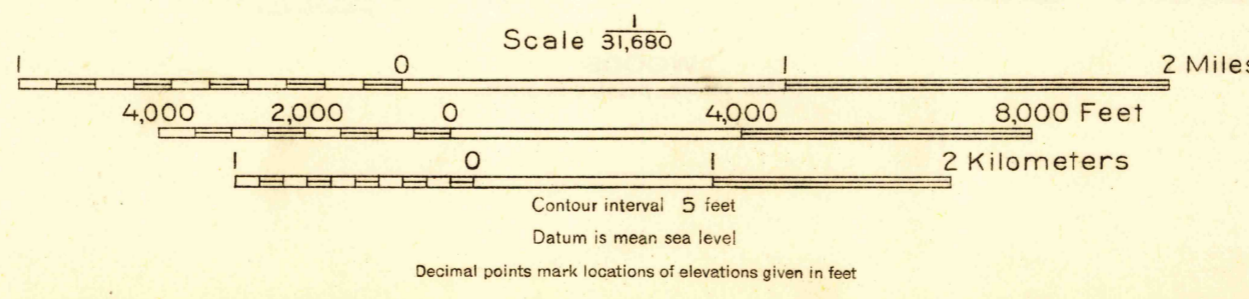 Scale 1/31,680
1 0 1 2 Miles
4,000 2,000 0 4,000 8,000 Feet
1 0 1 2 Kilometers
Contour interval 5 feet
Datum is mean sea level
Decimal points mark locations of elevations given in feet